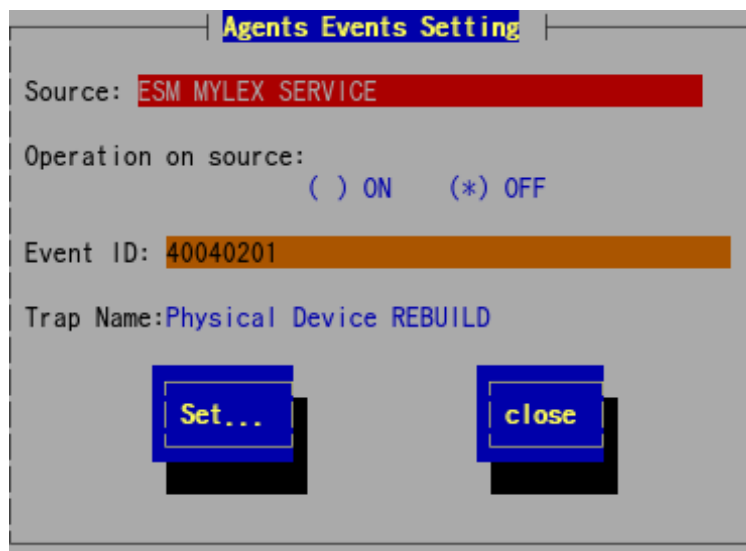 Agents Events Setting
Source: ESM MYLEX SERVICE
Operation on source:
( ) ON (*) OFF
Event ID: 40040201
Trap Name:Physical Device REBUILD
Set... close